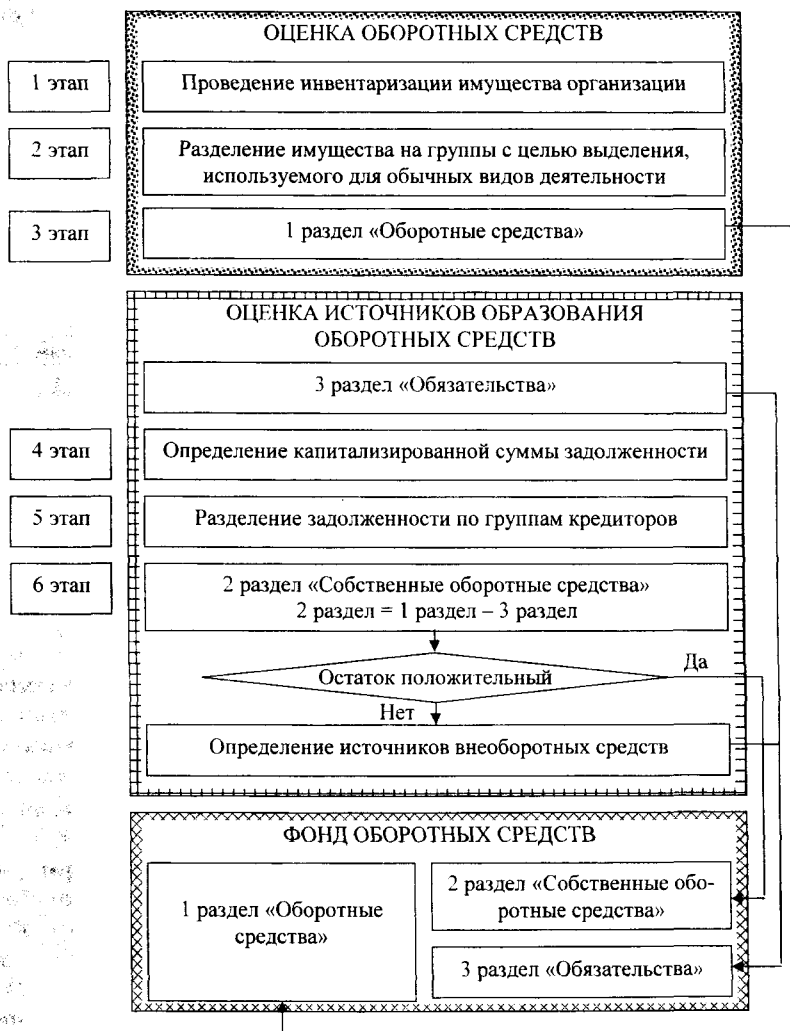 ОЦЕНКА ОБОРОТНЫХ СРЕДСТВ
1 этап
Проведение инвентаризации имущества организации
2 этап
Разделение имущества на группы с целью выделения,
используемого для обычных видов деятельности
3 этап
1 раздел «Оборотные средства»
ОЦЕНКА ИСТОЧНИКОВ ОБРАЗОВАНИЯ
ОБОРОТНЫХ СРЕДСТВ
3 раздел «Обязательства»
4 этап
Определение капитализированной суммы задолженности
5 этап
Разделение задолженности по группам кредиторов
6 этап
2 раздел «Собственные оборотные средства»
2 раздел = 1 раздел – 3 раздел
Остаток положительный
Да
Нет
Определение источников внеоборотных средств
ФОНД ОБОРОТНЫХ СРЕДСТВ
1 раздел «Оборотные
средства»
2 раздел «Собственные обо-
ротные средства»
3 раздел «Обязательства»